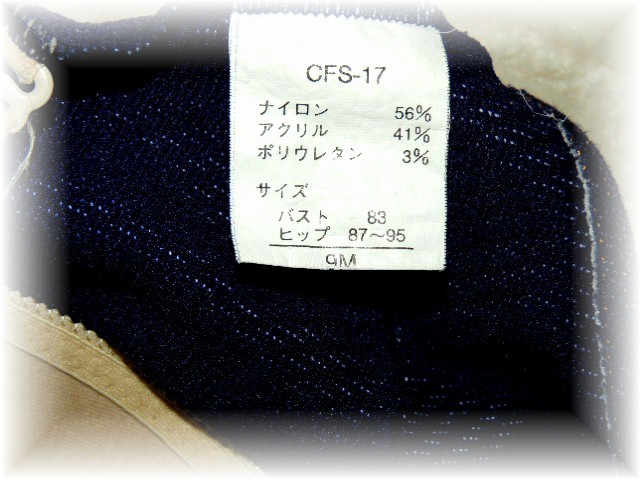 CFS-17
ナイロン 56%
アクリル 41%
ポリウレタン 3%
サイズ
バスト 83
ヒップ 87～95
9M